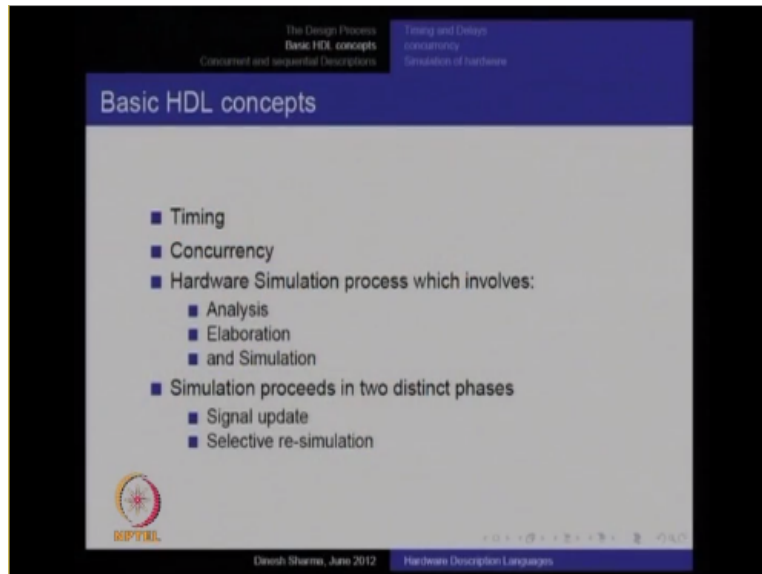 The Design Process
Basic HDL concepts
Concurrent and sequential Descriptions
Timing and Delays
concurrency
Simulation of hardware
Basic HDL concepts
Timing
Concurrency
Hardware Simulation process which involves:
Analysis
Elaboration
and Simulation
Simulation proceeds in two distinct phases
Signal update
Selective re-simulation
NPTEL
Dinesh Sharma, June 2012
Hardware Description Languages